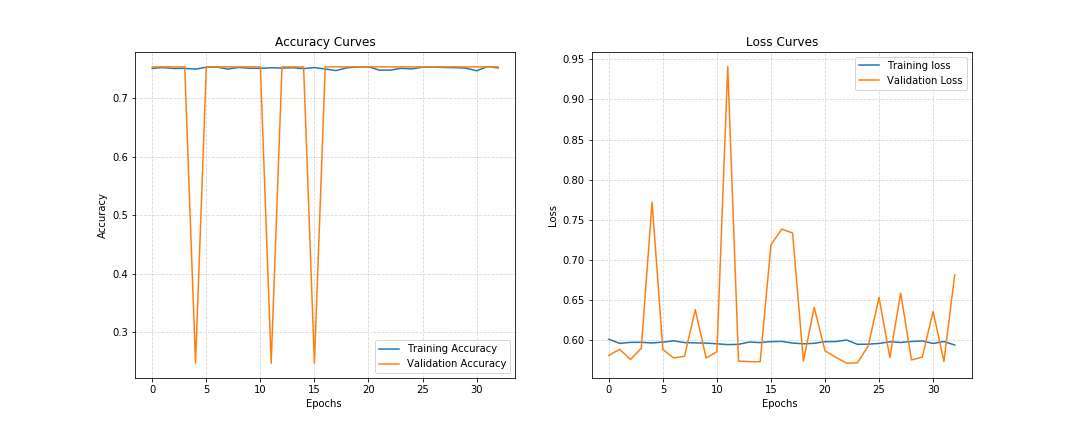 Accuracy Curves
Accuracy
0.7
0.6
0.5
0.4
0.3
0 5 10 15 20 25 30
Epochs
Training Accuracy
Validation Accuracy
Loss Curves
Loss
0.95
0.90
0.85
0.80
0.75
0.70
0.65
0.60
0 5 10 15 20 25 30
Epochs
Training loss
Validation Loss